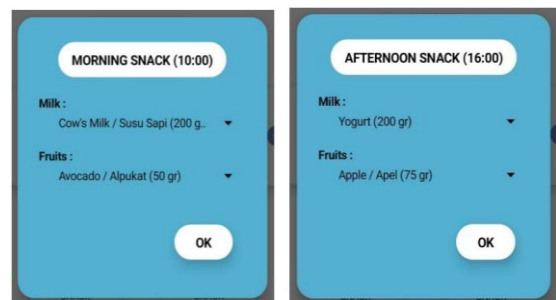 MORNING SNACK (10:00)
Milk :
Cow's Milk / Susu Sapi (200 g..
Fruits :
Avocado / Alpukat (50 gr)
OK
AFTERNOON SNACK (16:00)
Milk :
Yogurt (200 gr)
Fruits :
Apple / Apel (75 gr)
OK